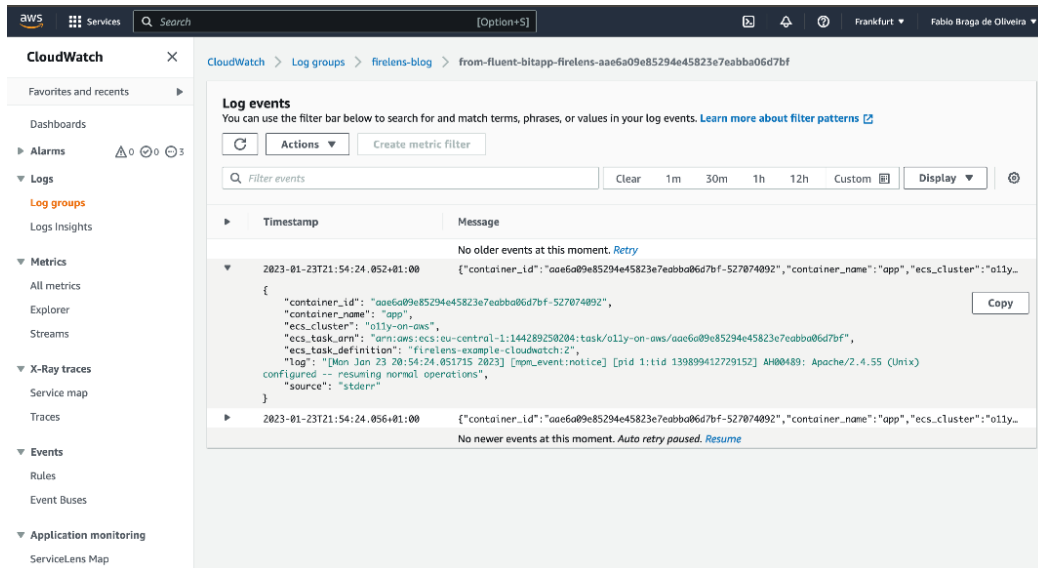 aws Services Search [Option+S] Frankfurt ▼ Fabio Braga de Oliveira ▼
CloudWatch
Favorites and recents
Dashboards
Alarms 0 0 3
Logs
Log groups
Logs Insights
Metrics
All metrics
Explorer
Streams
X-Ray traces
Service map
Traces
Events
Rules
Event Buses
Application monitoring
ServiceLens Map
CloudWatch > Log groups > firelens-blog > from-fluent-bitapp-firelens-aae6a09e85294e45823e7eabba06d7bf
Log events
You can use the filter bar below to search for and match terms, phrases, or values in your log events. Learn more about filter patterns
Actions ▼ Create metric filter
Filter events Clear 1m 30m 1h 12h Custom Display ▼
Timestamp Message
No older events at this moment. Retry
2023-01-23T21:54:24.052+01:00 {"container_id":"aae6a09e85294e45823e7eabba06d7bf-527074092","container_name":"app","ecs_cluster":"o11y…
{
"container_id": "aae6a09e85294e45823e7eabba06d7bf-527074092",
"container_name": "app",
"ecs_cluster": "o11y-on-aws",
"ecs_task_arn": "arn:aws:ecs:eu-central-1:144289250204:task/o11y-on-aws/aae6a09e85294e45823e7eabba06d7bf",
"ecs_task_definition": "firelens-example-cloudwatch:2",
"log": "[Mon Jan 23 20:54:24.051715 2023] [mpm_event:notice] [pid 1:tid 139899412729152] AH00489: Apache/2.4.55 (Unix)
configured -- resuming normal operations",
"source": "stderr"
}
Copy
2023-01-23T21:54:24.056+01:00 {"container_id":"aae6a09e85294e45823e7eabba06d7bf-527074092","container_name":"app","ecs_cluster":"o11y…
No newer events at this moment. Auto retry paused. Resume